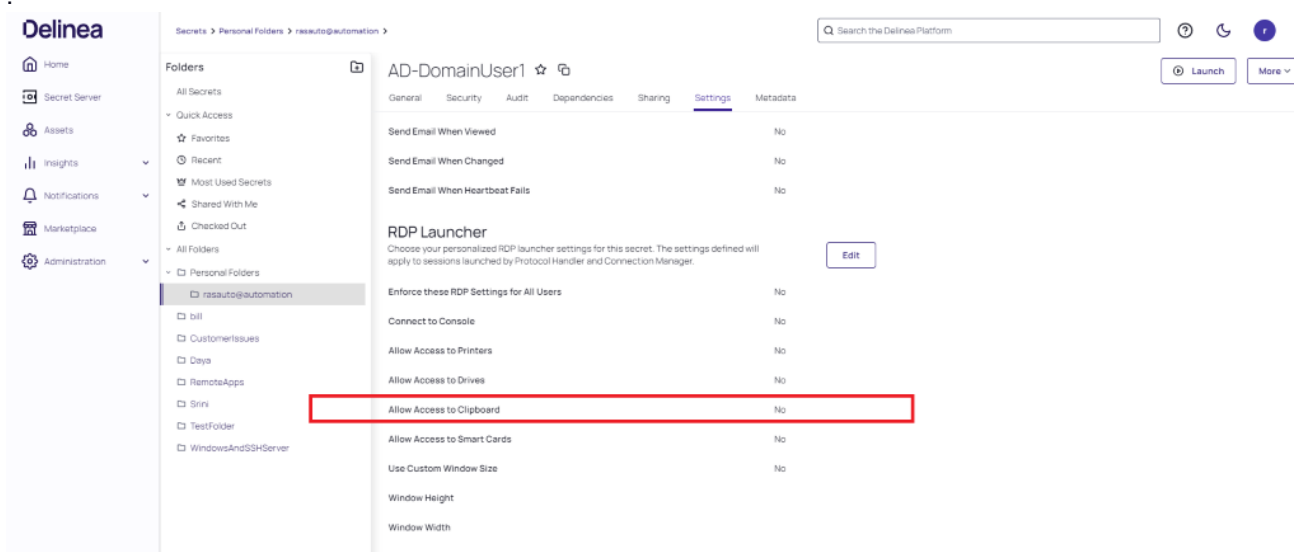 Delinea
Secrets > Personal Folders > rasauto@automation >
Search the Delinea Platform
r
Home
Secret Server
Assets
Insights
Notifications
Marketplace
Administration
Folders
All Secrets
Quick Access
Favorites
Recent
Most Used Secrets
Shared With Me
Checked Out
All Folders
Personal Folders
rasauto@automation
bill
CustomerIssues
Daya
RemoteApps
Srini
TestFolder
WindowsAndSSHServer
AD-DomainUser1
Launch
More
General Security Audit Dependencies Sharing Settings Metadata
Send Email When Viewed No
Send Email When Changed No
Send Email When Heartbeat Fails No
RDP Launcher
Choose your personalized RDP launcher settings for this secret. The settings defined will
apply to sessions launched by Protocol Handler and Connection Manager.
Edit
Enforce these RDP Settings for All Users No
Connect to Console No
Allow Access to Printers No
Allow Access to Drives No
Allow Access to Clipboard No
Allow Access to Smart Cards No
Use Custom Window Size No
Window Height
Window Width